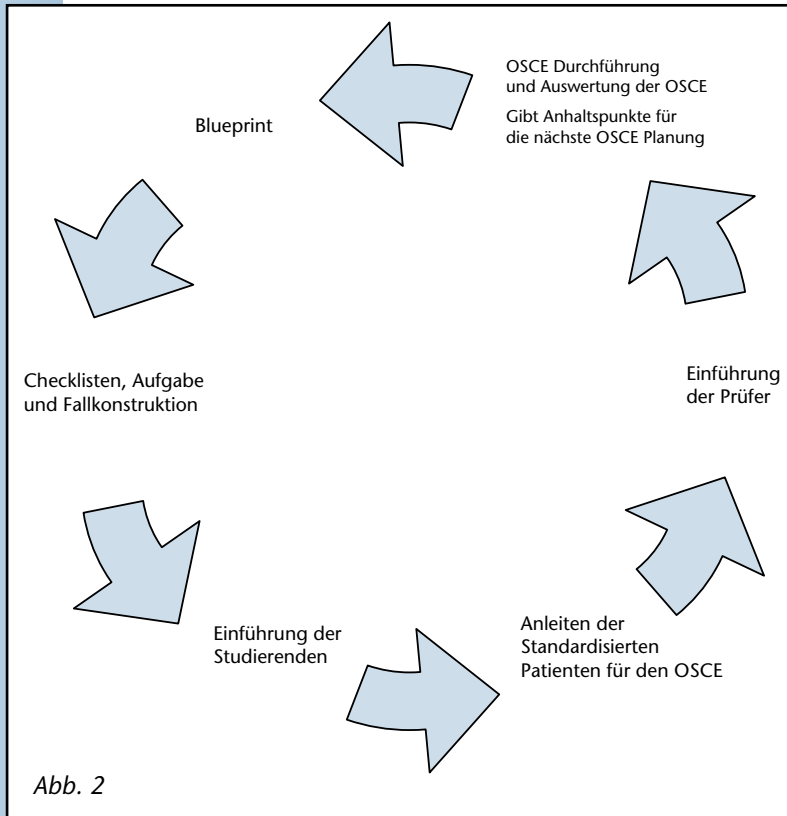 OSCE Durchführung
und Auswertung der OSCE
Gibt Anhaltspunkte für
die nächste OSCE Planung
Blueprint
Checklisten, Aufgabe
und Fallkonstruktion
Einführung
der Prüfer
Einführung der
Studierenden
Anleiten der
Standardisierten
Patienten für den OSCE
Abb. 2